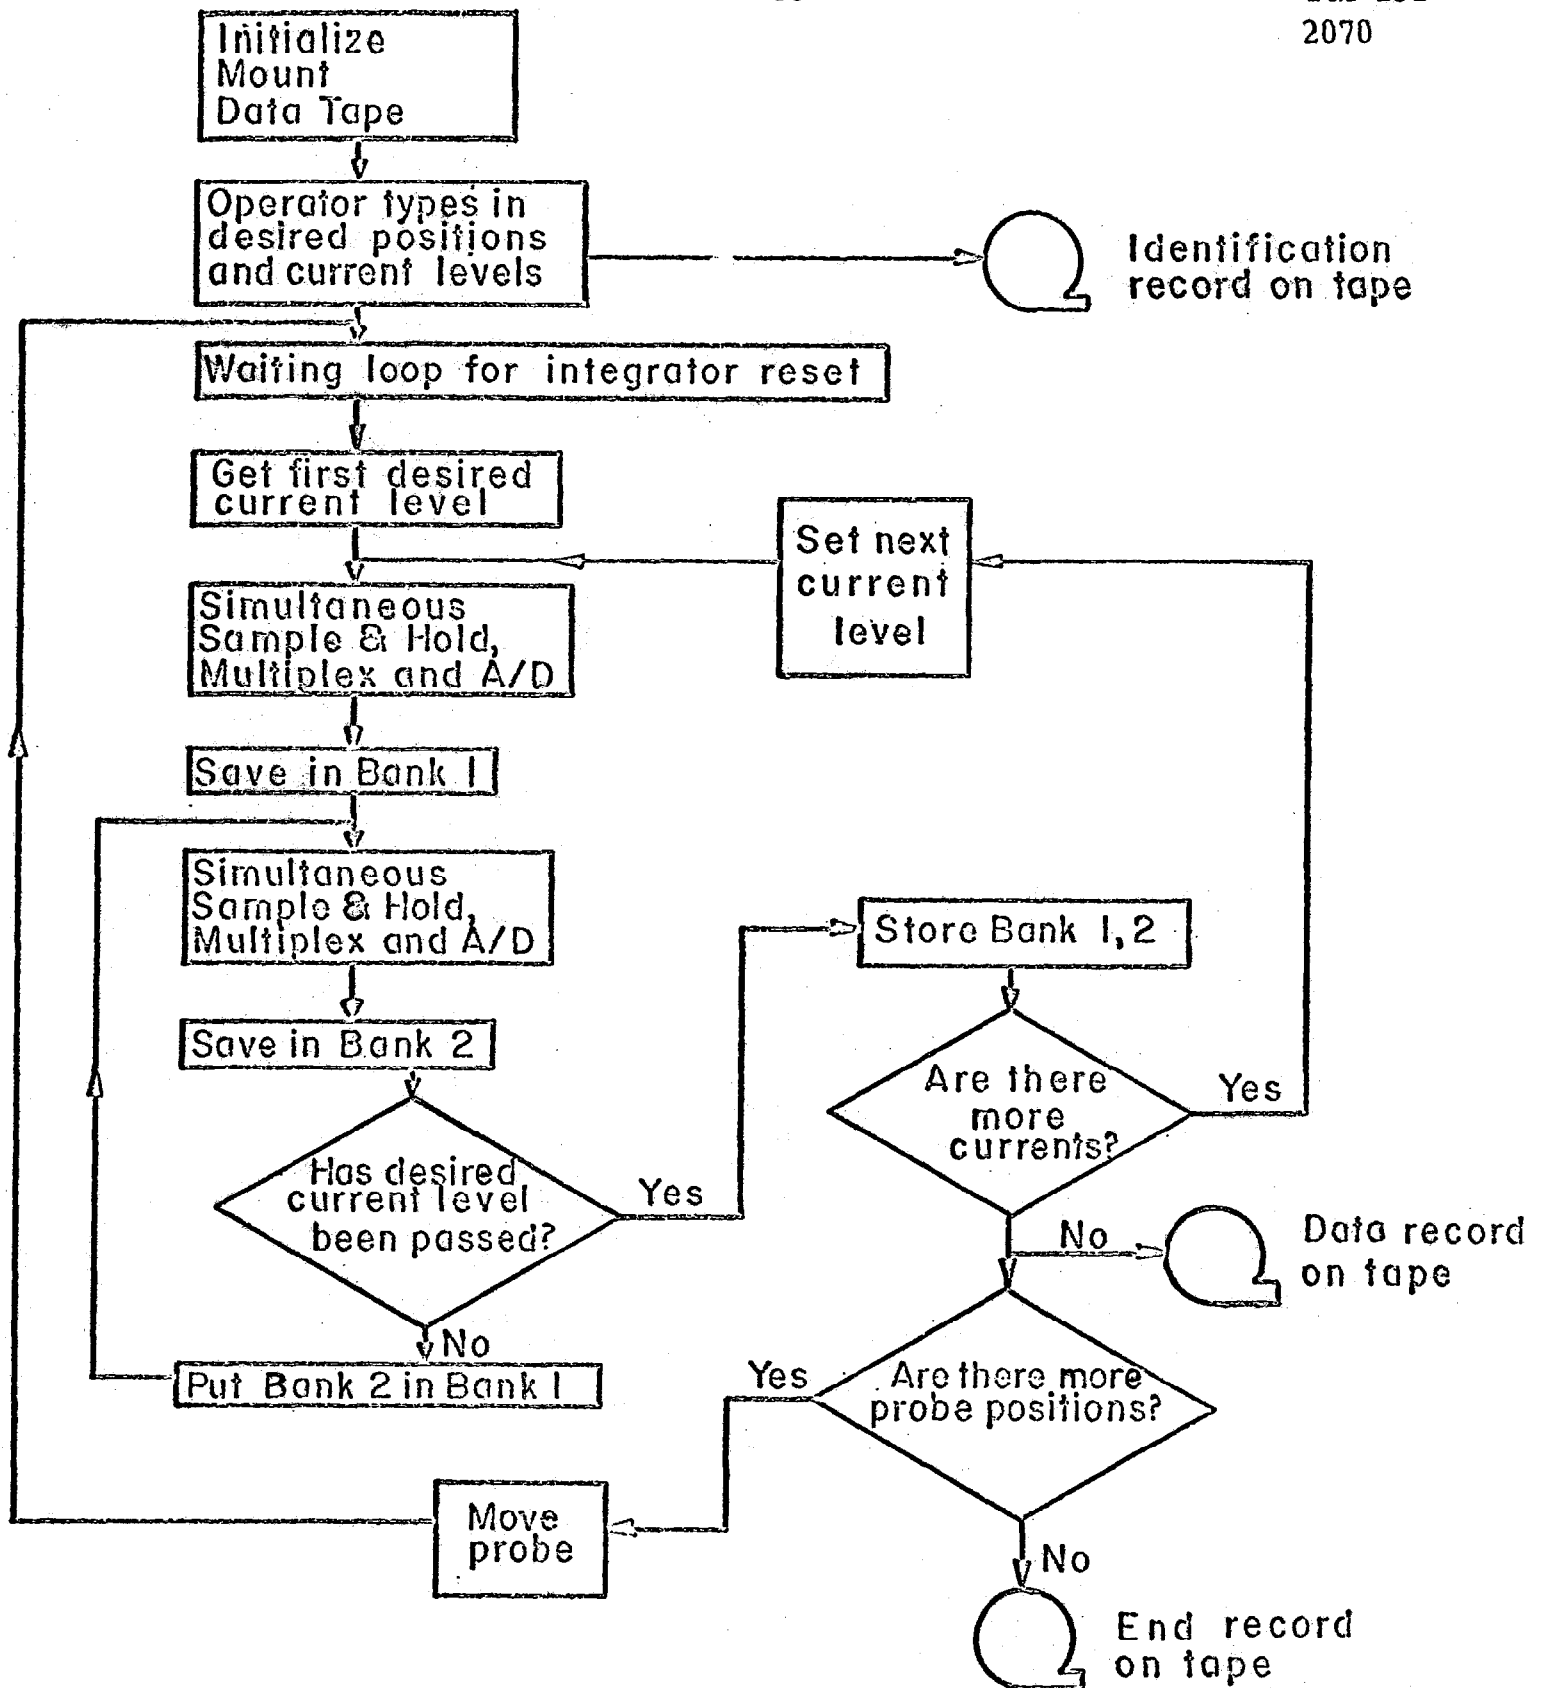 2070
Initialize
Mount
Data Tape
Operator types in
desired positions
and current levels
Identification
record on tape
Waiting loop for integrator reset
Get first desired
current level
Set next
current
level
Simultaneous
Sample & Hold,
Multiplex and A/D
Save in Bank 1
Simultaneous
Sample & Hold,
Multiplex and A/D
Store Bank 1,2
Save in Bank 2
Are there
more
currents?
Yes
Has desired
current level
been passed?
Yes
No
Data record
on tape
No
Put Bank 2 in Bank 1
Yes
Are there more
probe positions?
Move
probe
No
End record
on tape